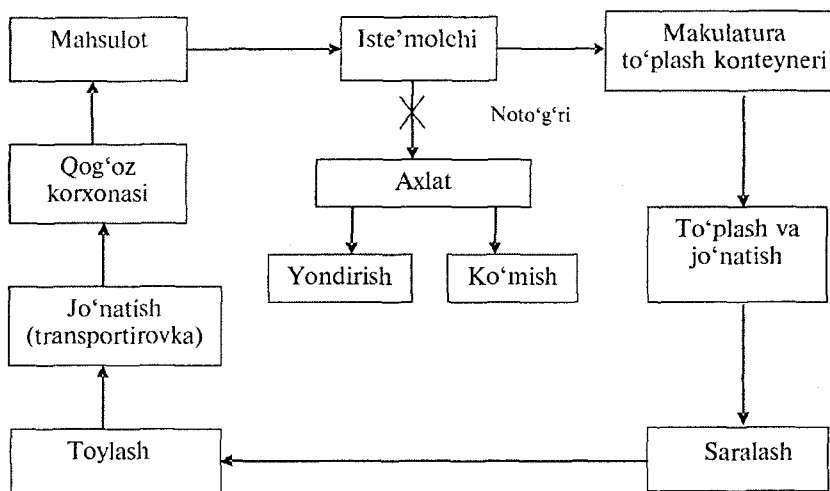 Mahsulot
Iste’molchi
Makulatura
to‘plash konteyneri
Noto‘g‘ri
Qog‘oz
korxonasi
Axlat
To‘plash va
jo‘natish
Yondirish
Ko‘mish
Jo‘natish
(transportirovka)
Toylash
Saralash